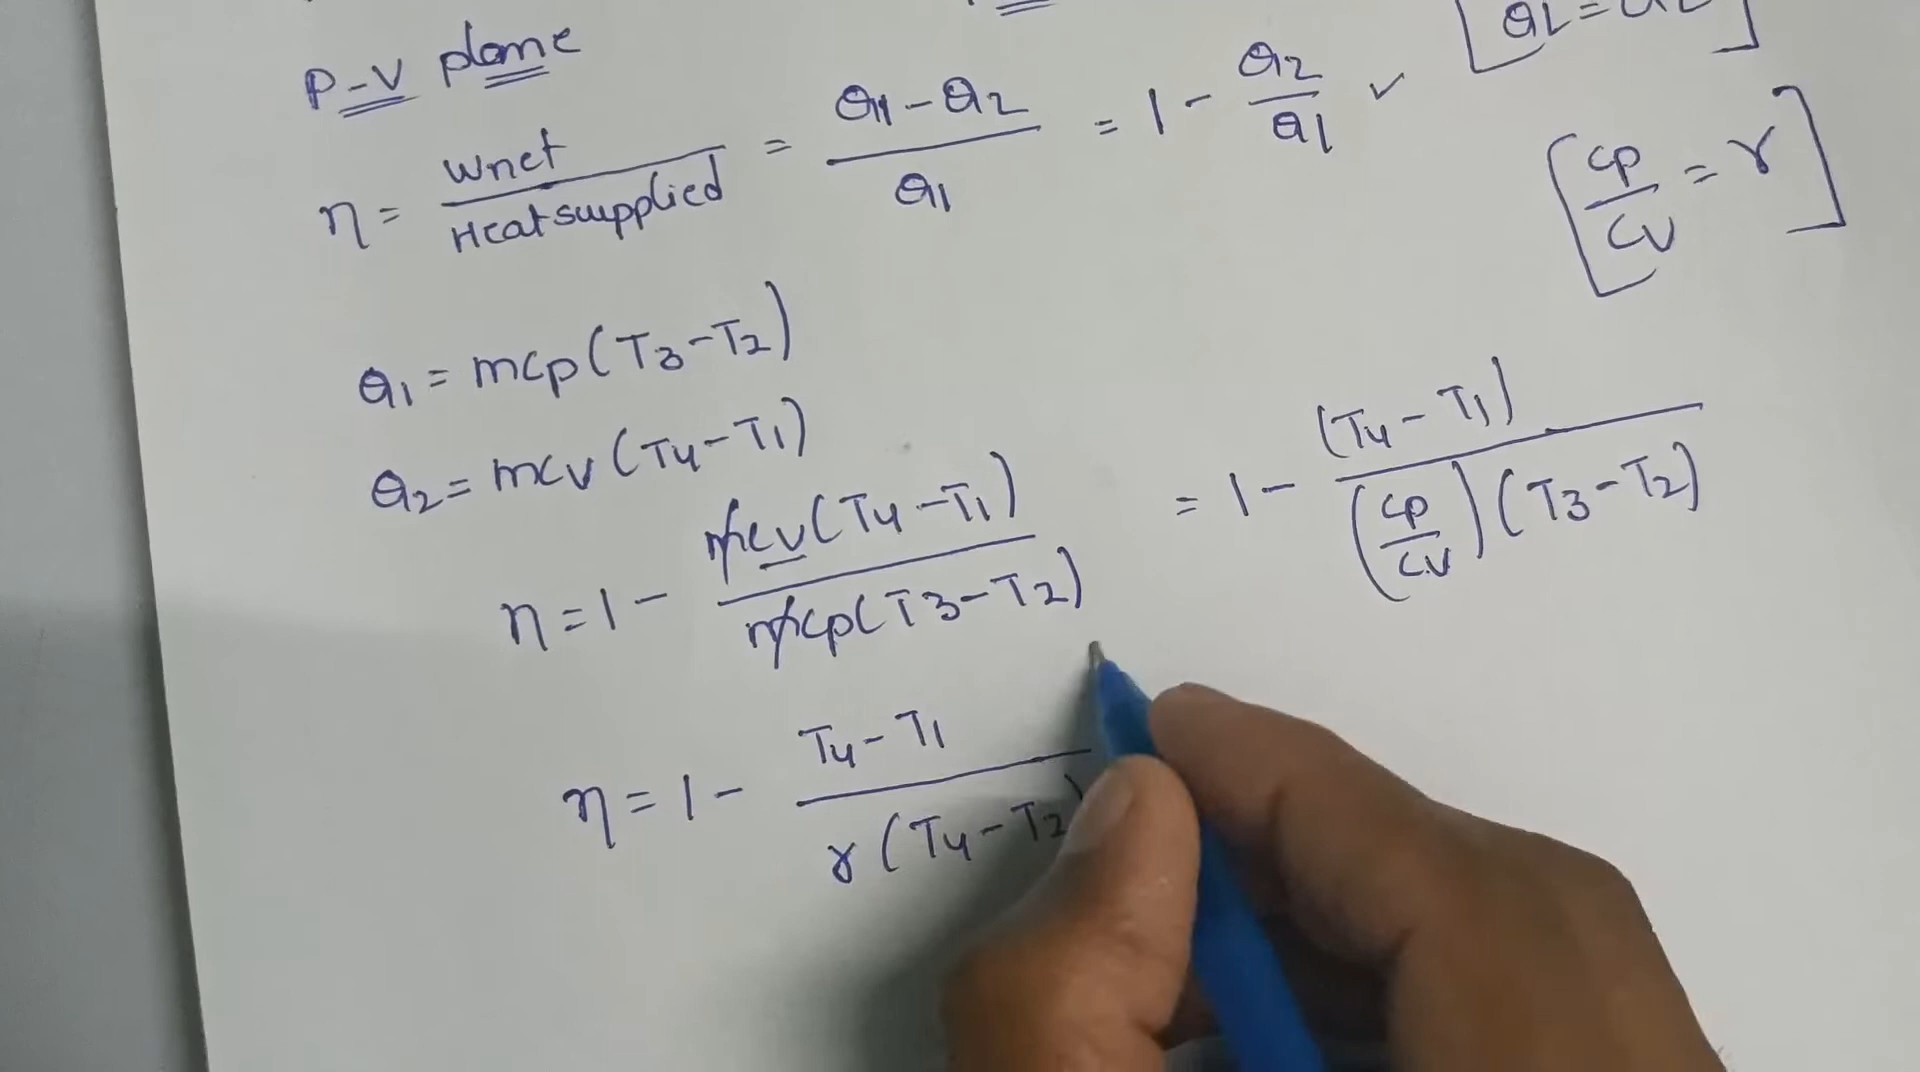 P-V plane
η = Wnet / Heat supplied = (Q1 - Q2) / Q1 = 1 - Q2 / Q1 ✓
[Cp / Cv = γ]
Q1 = mcp(T3-T2)
Q2 = mcv(T4-T1)
η = 1 - mcv(T4-T1) / mcp(T3-T2) = 1 - (T4-T1) / (Cp/Cv)(T3-T2)
η = 1 - T4-T1 / γ(T4-T2)